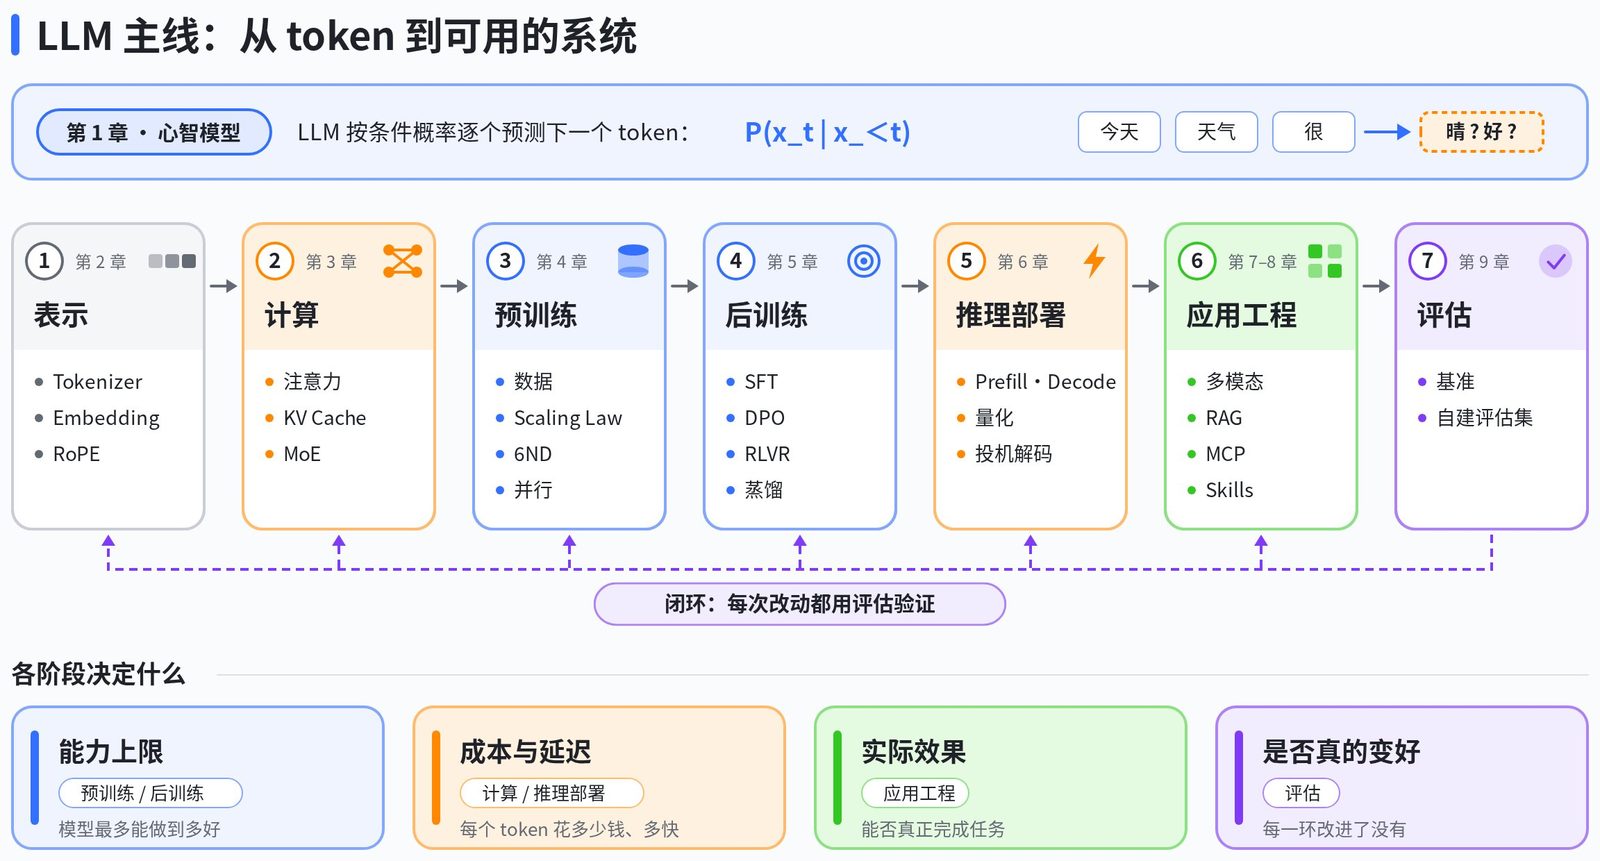 LLM 主线：从 token 到可用的系统
第 1 章 · 心智模型
LLM 按条件概率逐个预测下一个 token：
P(x_t | x_＜t)
今天
天气
很
晴？好？
1 第 2 章
表示
Tokenizer
Embedding
RoPE
2 第 3 章
计算
注意力
KV Cache
MoE
3 第 4 章
预训练
数据
Scaling Law
6ND
并行
4 第 5 章
后训练
SFT
DPO
RLVR
蒸馏
5 第 6 章
推理部署
Prefill · Decode
量化
投机解码
6 第 7–8 章
应用工程
多模态
RAG
MCP
Skills
7 第 9 章
评估
基准
自建评估集
闭环：每次改动都用评估验证
各阶段决定什么
能力上限
预训练 / 后训练
模型最多能做到多好
成本与延迟
计算 / 推理部署
每个 token 花多少钱、多快
实际效果
应用工程
能否真正完成任务
是否真的变好
评估
每一环改进了没有